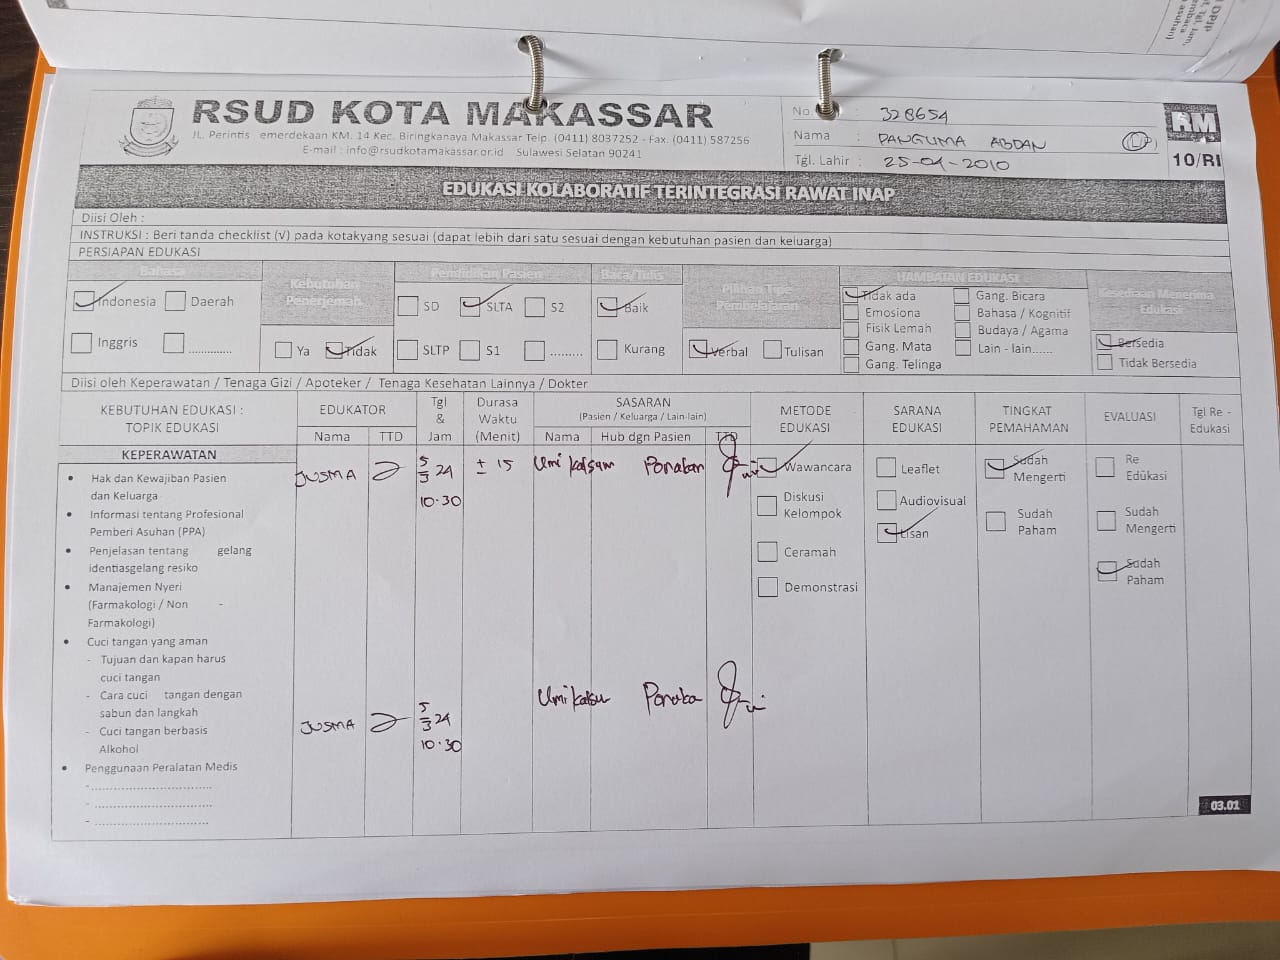 DPJP
RSUD KOTA MAKASSAR
JL. Perintis emerdekaan KM. 14 Kec. Biringkanaya Makassar Telp. (0411) 8037252 - Fax. (0411) 587256
E-mail : info@rsudkotamakassar.or.id Sulawesi Selatan 90241
No. : 328654
Nama : PANGLIMA ABDAN (L/P)
Tgl. Lahir : 25-04-2010
RM
10/RI
EDUKASI KOLABORATIF TERINTEGRASI RAWAT INAP
Diisi Oleh :
INSTRUKSI : Beri tanda checklist (V) pada kotakyang sesuai (dapat lebih dari satu sesuai dengan kebutuhan pasien dan keluarga)
PERSIAPAN EDUKASI
Bahasa
Indonesia Daerah
Inggris ..............
Kebutuhan
Penerjemah
Ya Tidak
Pendidikan Pasien
SD SLTA S2
SLTP S1 .........
Baca/Tulis
Baik
Kurang
Pilihan Tipe
Pembelajaran
Verbal Tulisan
HAMBATAN EDUKASI
Tidak ada Gang. Bicara
Emosiona Bahasa / Kognitif
Fisik Lemah Budaya / Agama
Gang. Mata Lain - lain......
Gang. Telinga
Kesediaan Menerima
Edukasi
Bersedia
Tidak Bersedia
Diisi oleh Keperawatan / Tenaga Gizi / Apoteker / Tenaga Kesehatan Lainnya / Dokter
KEBUTUHAN EDUKASI :
TOPIK EDUKASI
EDUKATOR
Nama TTD
Tgl
&
Jam
Durasa
Waktu
(Menit)
SASARAN
(Pasien / Keluarga / Lain-lain)
Nama Hub dgn Pasien TTD
METODE
EDUKASI
SARANA
EDUKASI
TINGKAT
PEMAHAMAN
EVALUASI
Tgl Re -
Edukasi
KEPERAWATAN
• Hak dan Kewajiban Pasien
dan Keluarga
• Informasi tentang Profesional
Pemberi Asuhan (PPA)
• Penjelasan tentang gelang
identiasgelang resiko
• Manajemen Nyeri
(Farmakologi / Non -
Farmakologi)
• Cuci tangan yang aman
- Tujuan dan kapan harus
cuci tangan
- Cara cuci tangan dengan
sabun dan langkah
- Cuci tangan berbasis
Alkohol
• Penggunaan Peralatan Medis
- ..............................
- ..............................
- ..............................
JUSMA 5/3 24 ± 15 Umi kalsum Ponakan
10.30
Wawancara
Diskusi
Kelompok
Ceramah
Demonstrasi
Leaflet
Audiovisual
Lisan
Sudah
Mengerti
Sudah
Paham
Re
Edukasi
Sudah
Mengerti
Sudah
Paham
JUSMA 5/3 24 Umi kalsu Ponaka
10.30
03.01